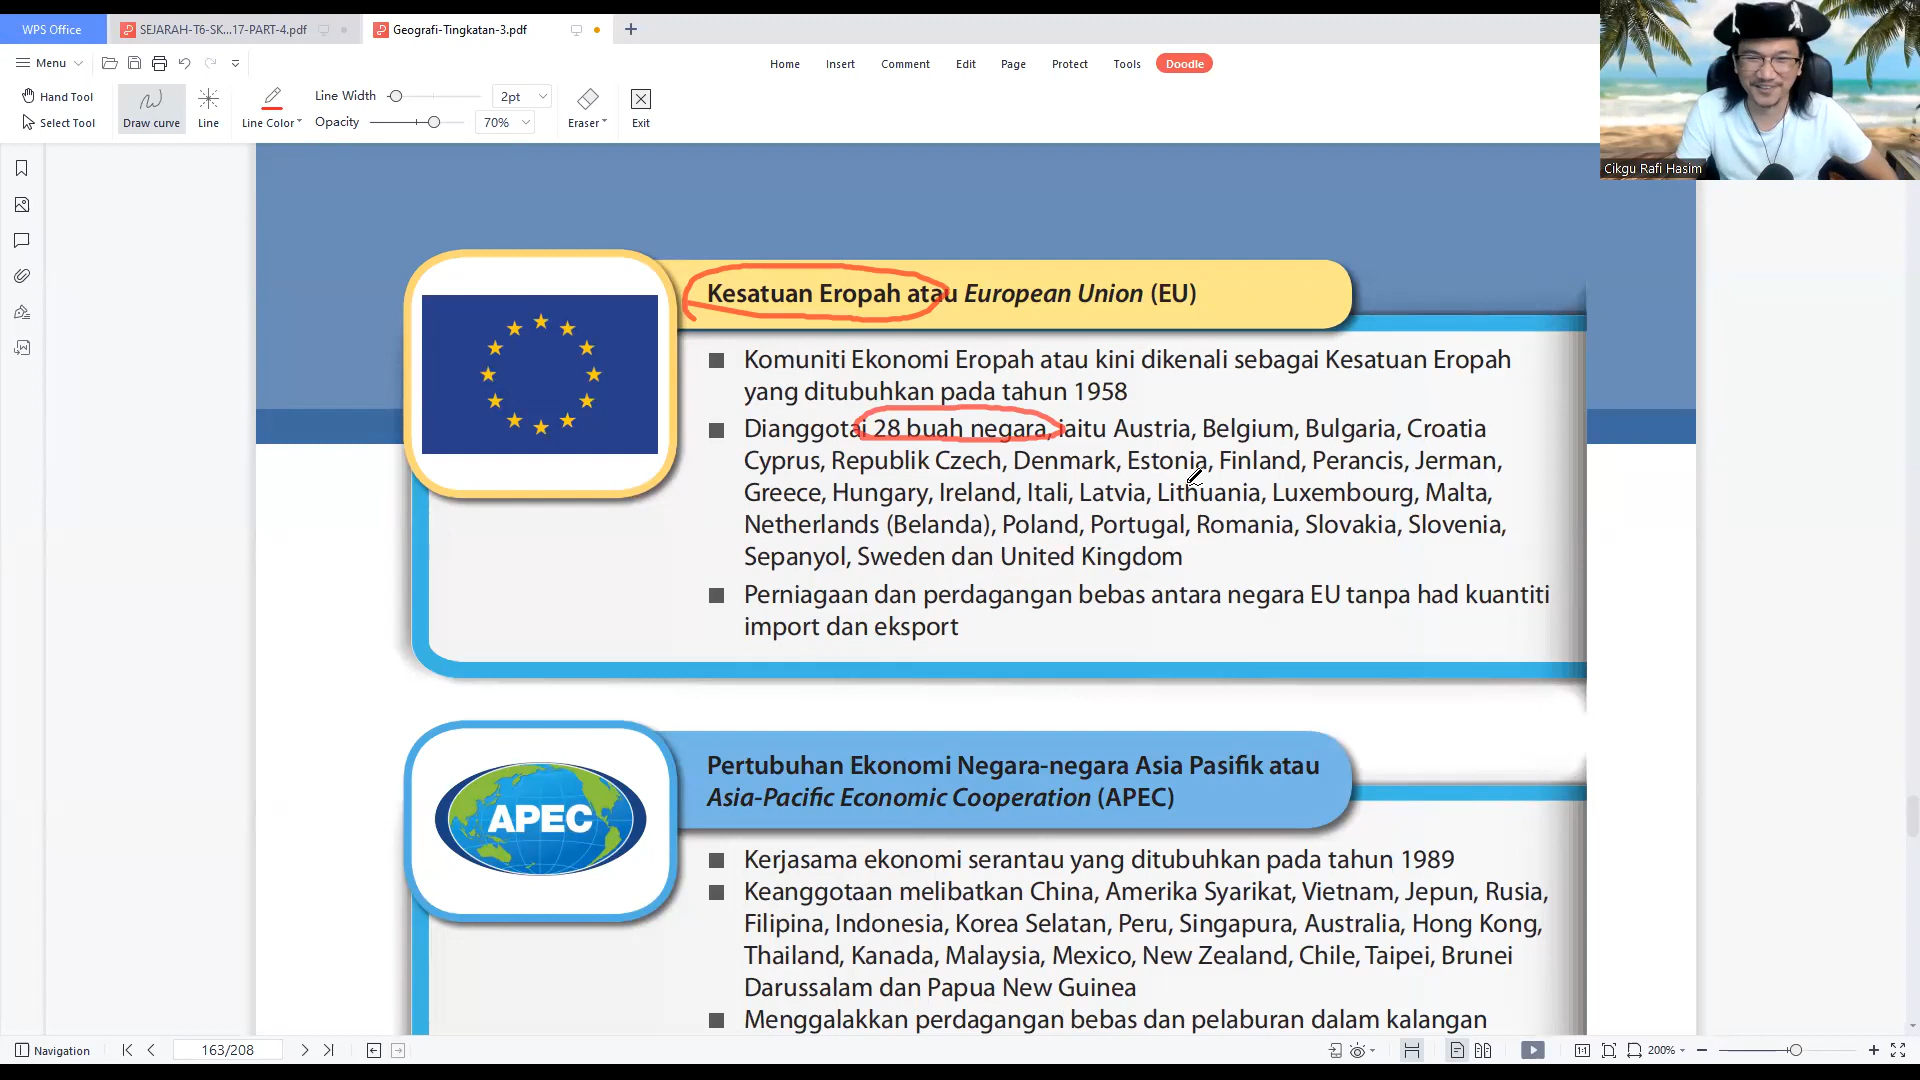 WPS Office
SEJARAH-T6-SK...17-PART-4.pdf
Geografi-Tingkatan-3.pdf
Menu
Home
Insert
Comment
Edit
Page
Protect
Tools
Doodle
Hand Tool
Select Tool
Draw curve
Line
Line Color
Line Width
2pt
Opacity
70%
Eraser
Exit
Cikgu Rafi Hasim
Kesatuan Eropah atau European Union (EU)
Komuniti Ekonomi Eropah atau kini dikenali sebagai Kesatuan Eropah
yang ditubuhkan pada tahun 1958
Dianggotai 28 buah negara, iaitu Austria, Belgium, Bulgaria, Croatia
Cyprus, Republik Czech, Denmark, Estonia, Finland, Perancis, Jerman,
Greece, Hungary, Ireland, Itali, Latvia, Lithuania, Luxembourg, Malta,
Netherlands (Belanda), Poland, Portugal, Romania, Slovakia, Slovenia,
Sepanyol, Sweden dan United Kingdom
Perniagaan dan perdagangan bebas antara negara EU tanpa had kuantiti
import dan eksport
APEC
Pertubuhan Ekonomi Negara-negara Asia Pasifik atau
Asia-Pacific Economic Cooperation (APEC)
Kerjasama ekonomi serantau yang ditubuhkan pada tahun 1989
Keanggotaan melibatkan China, Amerika Syarikat, Vietnam, Jepun, Rusia,
Filipina, Indonesia, Korea Selatan, Peru, Singapura, Australia, Hong Kong,
Thailand, Kanada, Malaysia, Mexico, New Zealand, Chile, Taipei, Brunei
Darussalam dan Papua New Guinea
Menggalakkan perdagangan bebas dan pelaburan dalam kalangan
Navigation
163/208
200%